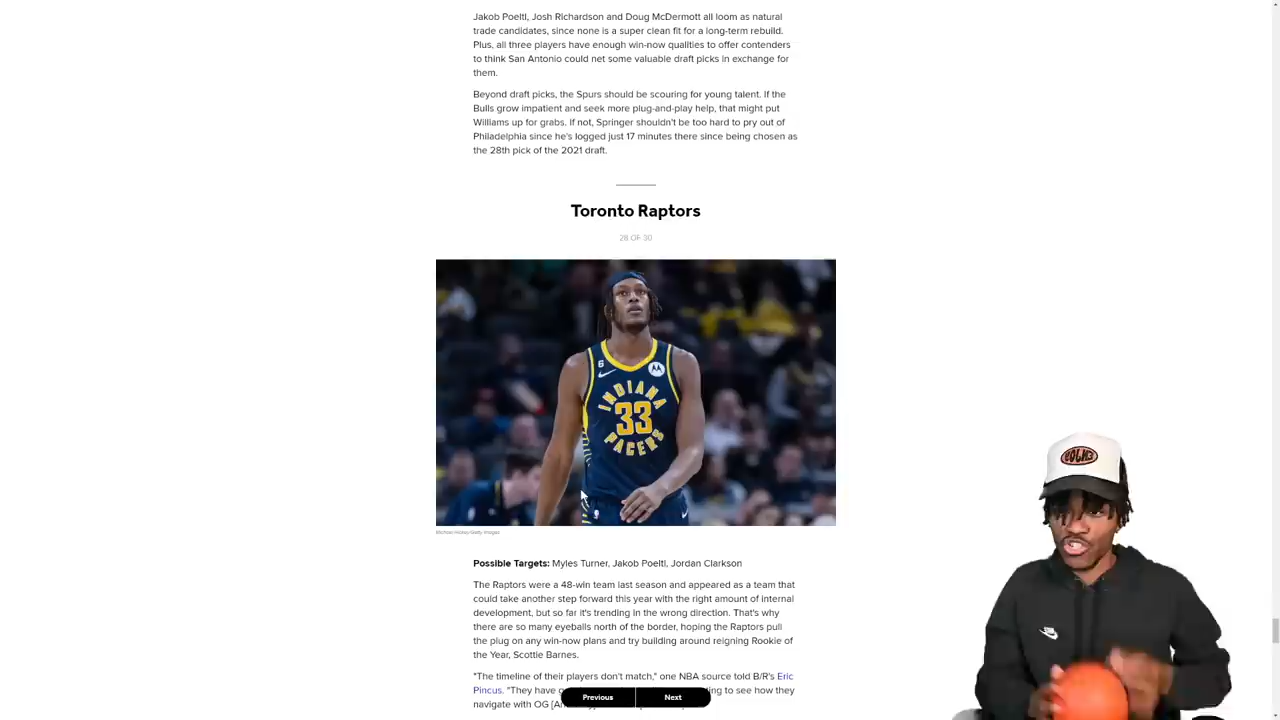 Jakob Poeltl, Josh Richardson and Doug McDermott all loom as natural
trade candidates, since none is a super clean fit for a long-term rebuild.
Plus, all three players have enough win-now qualities to offer contenders
to think San Antonio could net some valuable draft picks in exchange for
them.
Beyond draft picks, the Spurs should be scouring for young talent. If the
Bulls grow impatient and seek more plug-and-play help, that might put
Williams up for grabs. If not, Springer shouldn't be too hard to pry out of
Philadelphia since he's logged just 17 minutes there since being chosen as
the 28th pick of the 2021 draft.
Toronto Raptors
28 OF 30
6
INDIANA
33
PACERS
Possible Targets: Myles Turner, Jakob Poeltl, Jordan Clarkson
The Raptors were a 48-win team last season and appeared as a team that
could take another step forward this year with the right amount of internal
development, but so far it's trending in the wrong direction. That's why
there are so many eyeballs north of the border, hoping the Raptors pull
the plug on any win-now plans and try building around reigning Rookie of
the Year, Scottie Barnes.
"The timeline of their players don't match," one NBA source told B/R's Eric
Pincus. "They have to see how they
navigate with OG
Previous
Next